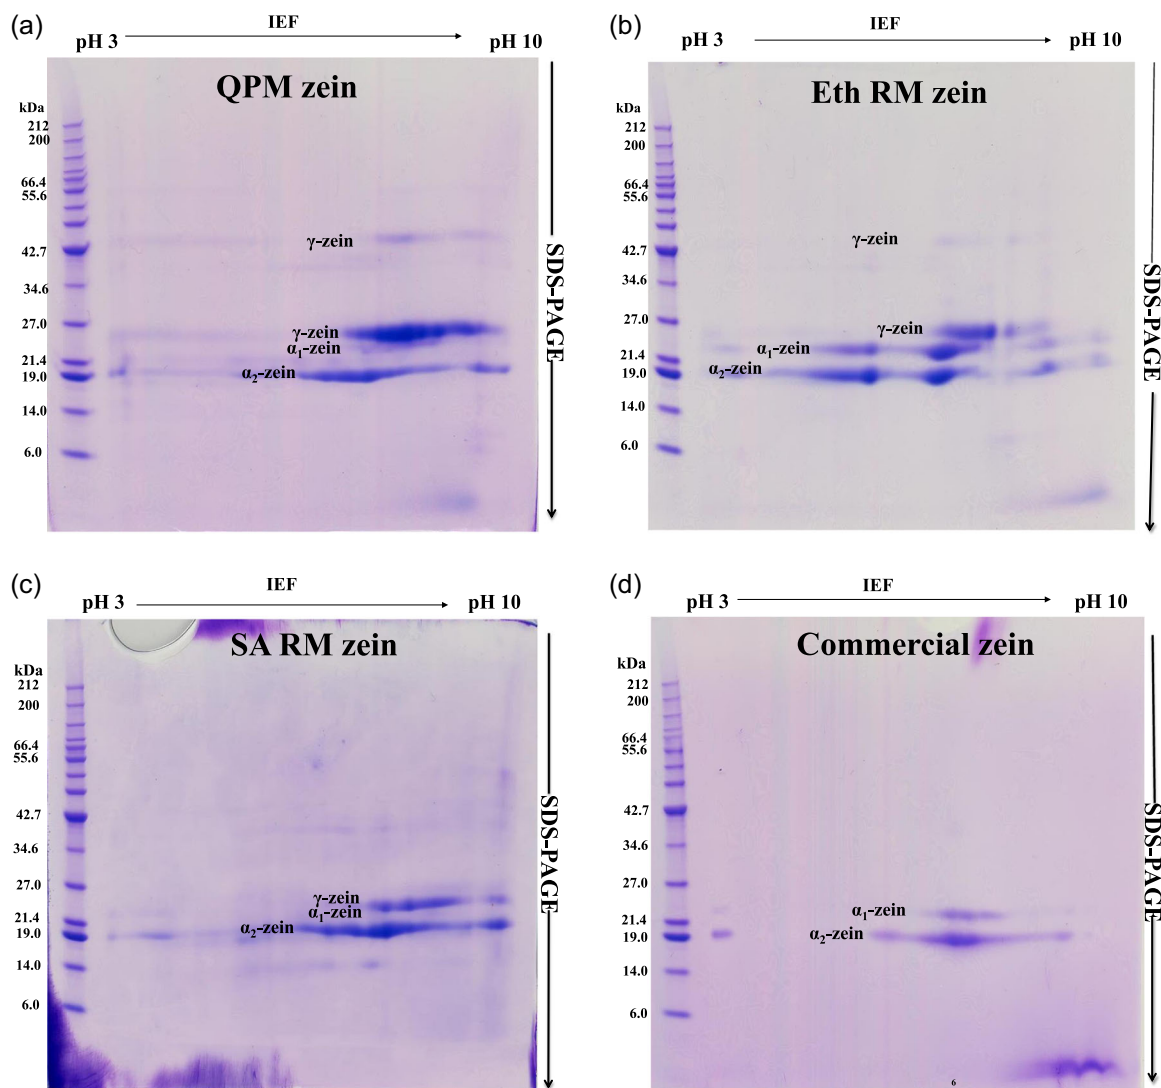 (a)
IEF
pH 3
pH 10
QPM zein
kDa
212
200
66.4
55.6
42.7
34.6
27.0
21.4
19.0
14.0
6.0
γ-zein
γ-zein
α₁-zein
α₂-zein
SDS-PAGE
(b)
IEF
pH 3
pH 10
Eth RM zein
kDa
212
200
66.4
55.6
42.7
34.6
27.0
21.4
19.0
14.0
6.0
γ-zein
γ-zein
α₁-zein
α₂-zein
SDS-PAGE
(c)
IEF
pH 3
pH 10
SA RM zein
kDa
212
200
66.4
55.6
42.7
34.6
27.0
21.4
19.0
14.0
6.0
γ-zein
α₁-zein
α₂-zein
SDS-PAGE
(d)
IEF
pH 3
pH 10
Commercial zein
kDa
212
200
66.4
55.6
42.7
34.6
27.0
21.4
19.0
14.0
6.0
α₁-zein
α₂-zein
SDS-PAGE
6